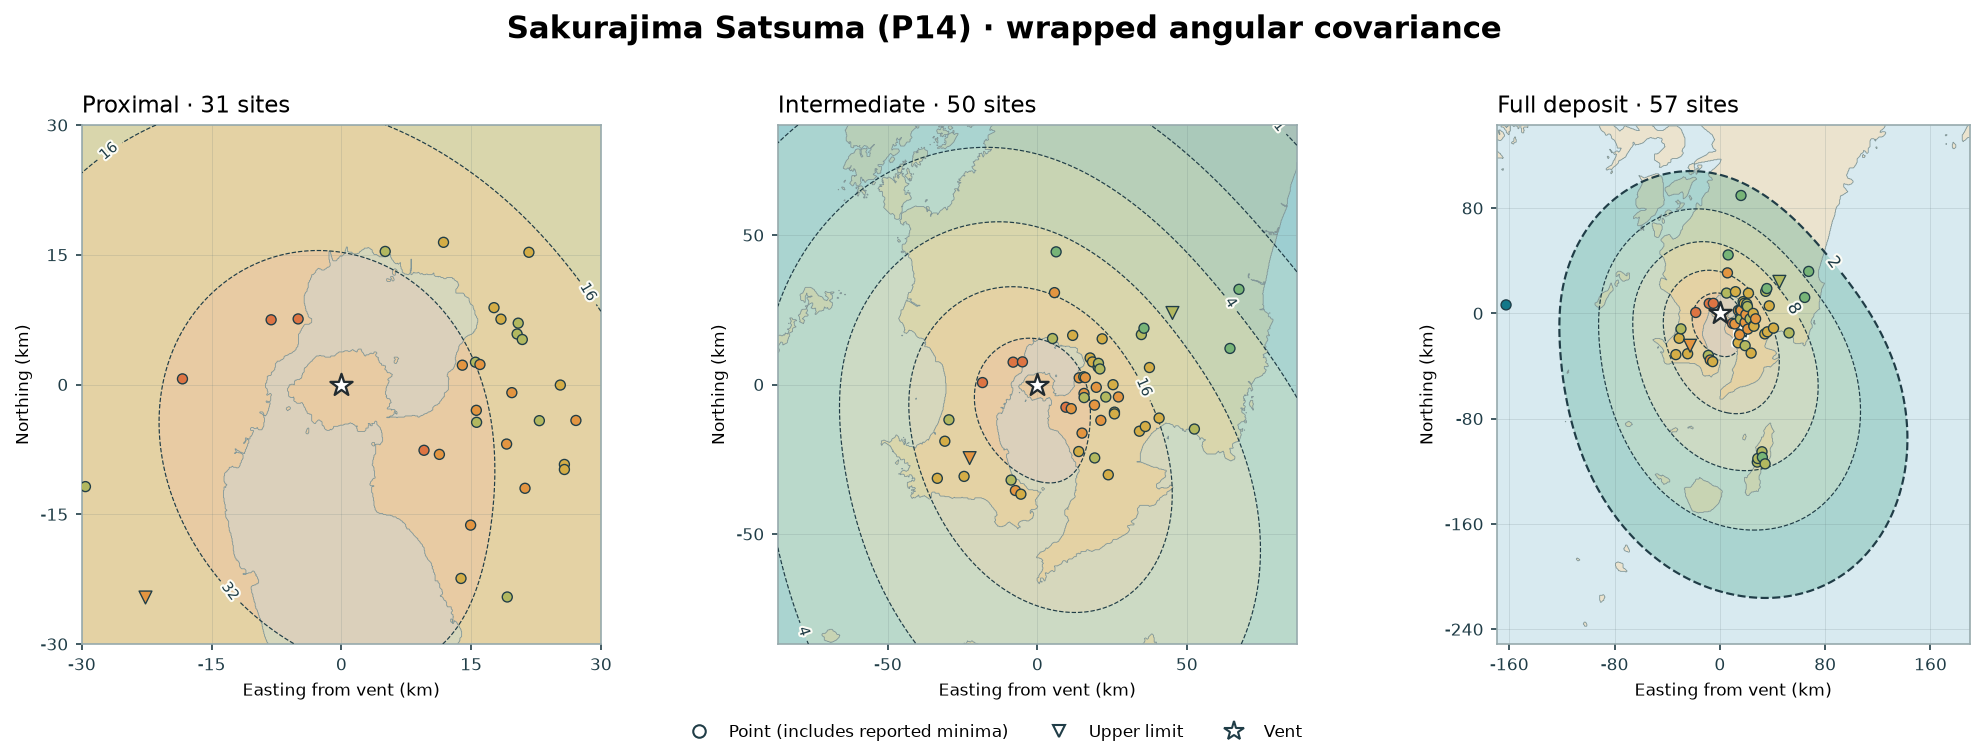 Sakurajima Satsuma (P14) · wrapped angular covariance
Proximal · 31 sites
30
15
0
-15
-30
-30
-15
0
15
30
Northing (km)
Easting from vent (km)
16
16
32
Intermediate · 50 sites
50
0
-50
-50
0
50
Northing (km)
Easting from vent (km)
1
4
16
4
Full deposit · 57 sites
80
0
-80
-160
-240
-160
-80
0
80
160
Northing (km)
Easting from vent (km)
2
8
Point (includes reported minima)
Upper limit
Vent